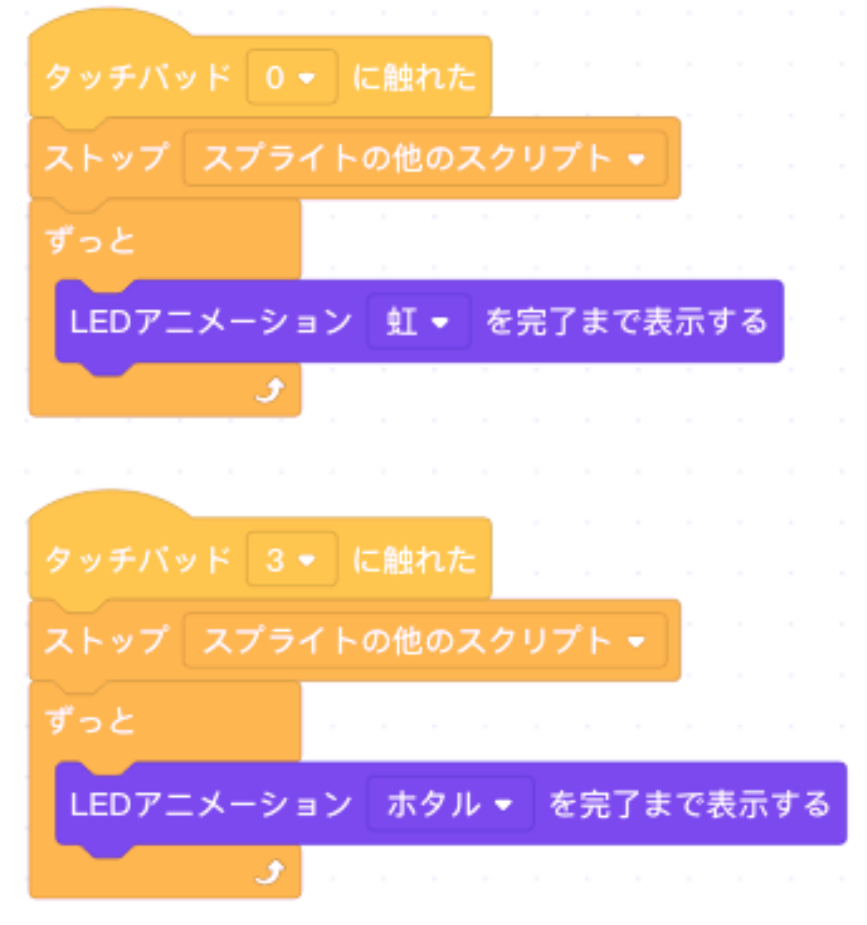 タッチパッド 0 に触れた
ストップ スプライトの他のスクリプト
ずっと
LEDアニメーション 虹 を完了まで表示する
タッチパッド 3 に触れた
ストップ スプライトの他のスクリプト
ずっと
LEDアニメーション ホタル を完了まで表示する